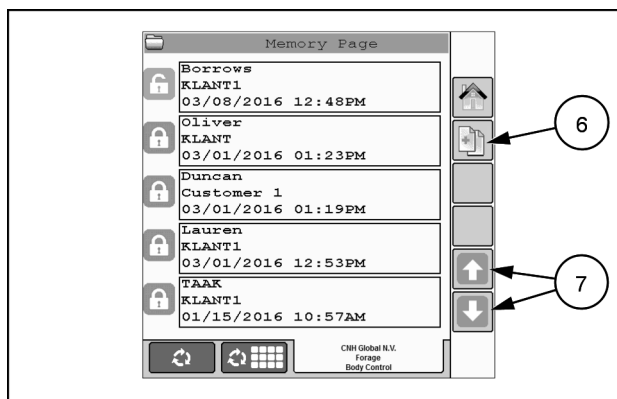 Memory Page
Borrows
KLANT1
03/08/2016 12:48PM
Oliver
KLANT
03/01/2016 01:23PM
Duncan
Customer 1
03/01/2016 01:19PM
Lauren
KLANT1
03/01/2016 12:53PM
TAAK
KLANT1
01/15/2016 10:57AM
6
7
CNH Global N.V.
Forage
Body Control